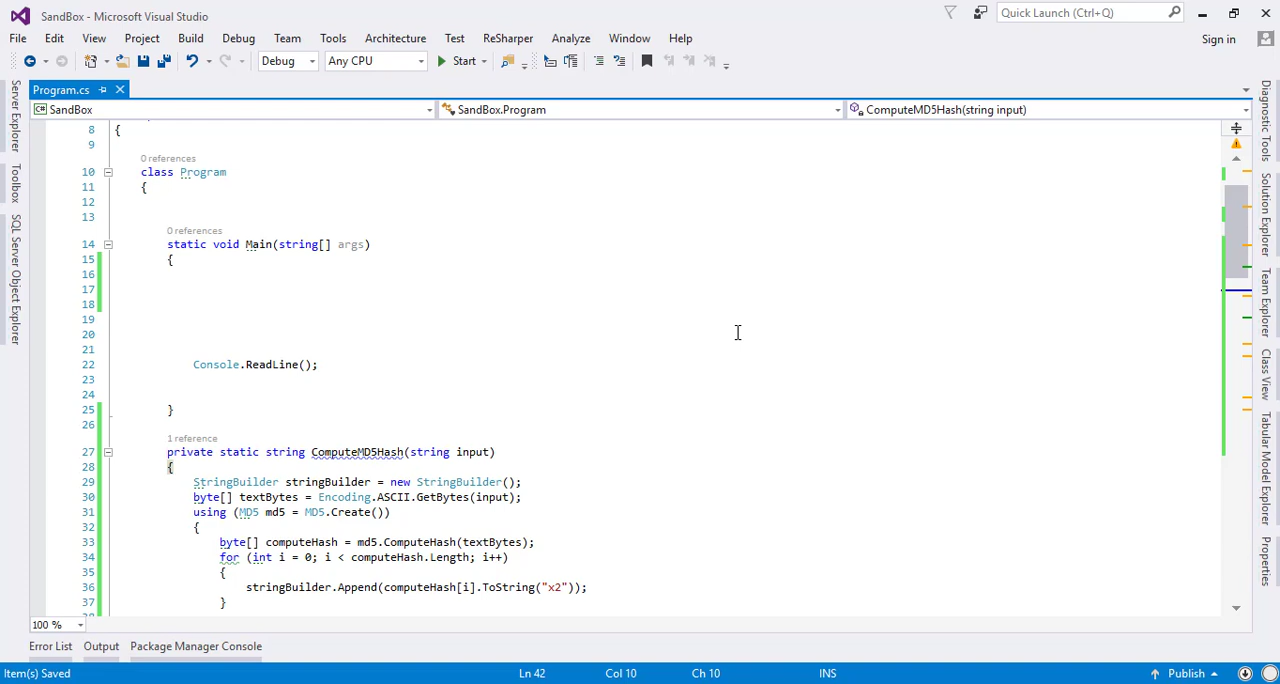 SandBox - Microsoft Visual Studio
Quick Launch (Ctrl+Q)
File Edit View Project Build Debug Team Tools Architecture Test ReSharper Analyze Window Help
Sign in
Debug Any CPU Start
Program.cs
SandBox SandBox.Program ComputeMD5Hash(string input)
8 {
9
0 references
10 class Program
11 {
12
13
0 references
14 static void Main(string[] args)
15 {
16
17
18
19
20
21
22 Console.ReadLine();
23
24
25 }
26
1 reference
27 private static string ComputeMD5Hash(string input)
28 {
29 StringBuilder stringBuilder = new StringBuilder();
30 byte[] textBytes = Encoding.ASCII.GetBytes(input);
31 using (MD5 md5 = MD5.Create())
32 {
33 byte[] computeHash = md5.ComputeHash(textBytes);
34 for (int i = 0; i < computeHash.Length; i++)
35 {
36 stringBuilder.Append(computeHash[i].ToString("x2"));
37 }
Server Explorer
Toolbox
SQL Server Object Explorer
Diagnostic Tools
Solution Explorer
Team Explorer
Class View
Tabular Model Explorer
Properties
100 %
Error List Output Package Manager Console
Item(s) Saved Ln 42 Col 10 Ch 10 INS Publish